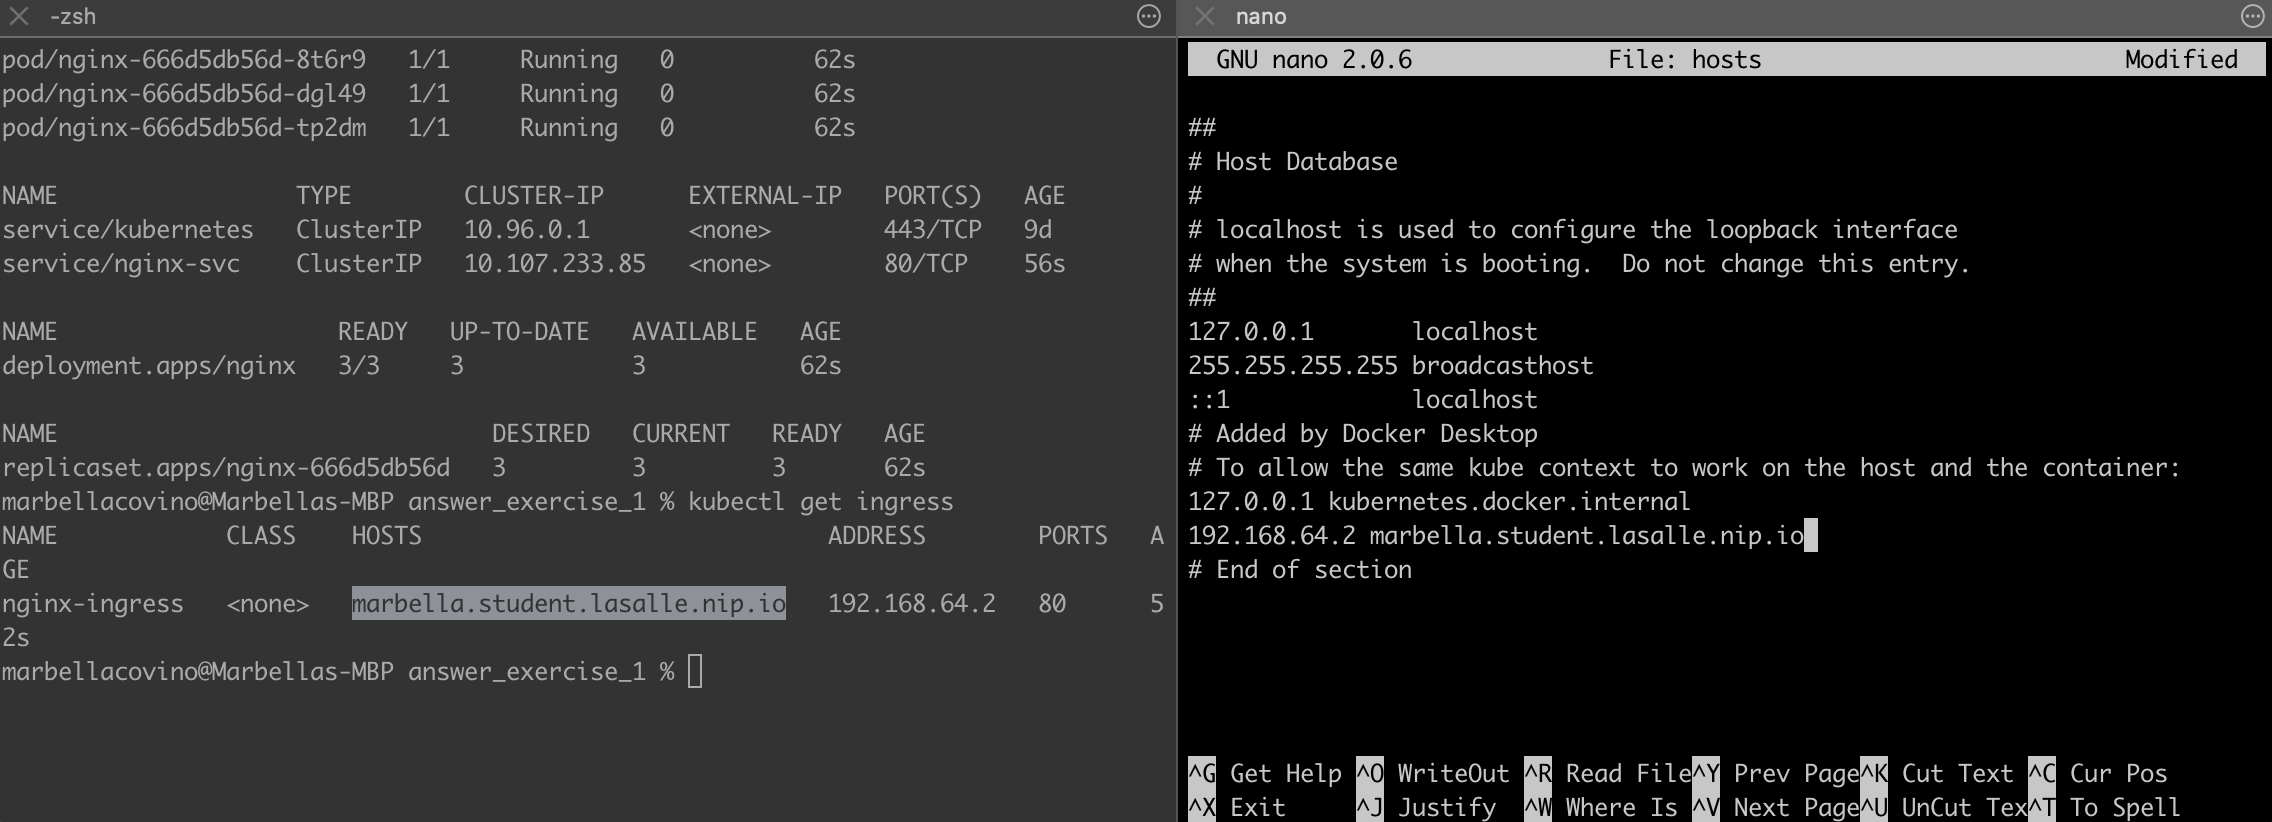 -zsh
pod/nginx-666d5db56d-8t6r9 1/1 Running 0 62s
pod/nginx-666d5db56d-dgl49 1/1 Running 0 62s
pod/nginx-666d5db56d-tp2dm 1/1 Running 0 62s
NAME TYPE CLUSTER-IP EXTERNAL-IP PORT(S) AGE
service/kubernetes ClusterIP 10.96.0.1 <none> 443/TCP 9d
service/nginx-svc ClusterIP 10.107.233.85 <none> 80/TCP 56s
NAME READY UP-TO-DATE AVAILABLE AGE
deployment.apps/nginx 3/3 3 3 62s
NAME DESIRED CURRENT READY AGE
replicaset.apps/nginx-666d5db56d 3 3 3 62s
marbellacovino@Marbellas-MBP answer_exercise_1 % kubectl get ingress
NAME CLASS HOSTS ADDRESS PORTS A
GE
nginx-ingress <none> marbella.student.lasalle.nip.io 192.168.64.2 80 5
2s
marbellacovino@Marbellas-MBP answer_exercise_1 %
nano
GNU nano 2.0.6 File: hosts Modified
##
# Host Database
#
# localhost is used to configure the loopback interface
# when the system is booting.  Do not change this entry.
##
127.0.0.1 localhost
255.255.255.255 broadcasthost
::1 localhost
# Added by Docker Desktop
# To allow the same kube context to work on the host and the container:
127.0.0.1 kubernetes.docker.internal
192.168.64.2 marbella.student.lasalle.nip.io
# End of section
^G Get Help ^O WriteOut ^R Read File ^Y Prev Page ^K Cut Text ^C Cur Pos
^X Exit ^J Justify ^W Where Is ^V Next Page ^U UnCut Tex ^T To Spell